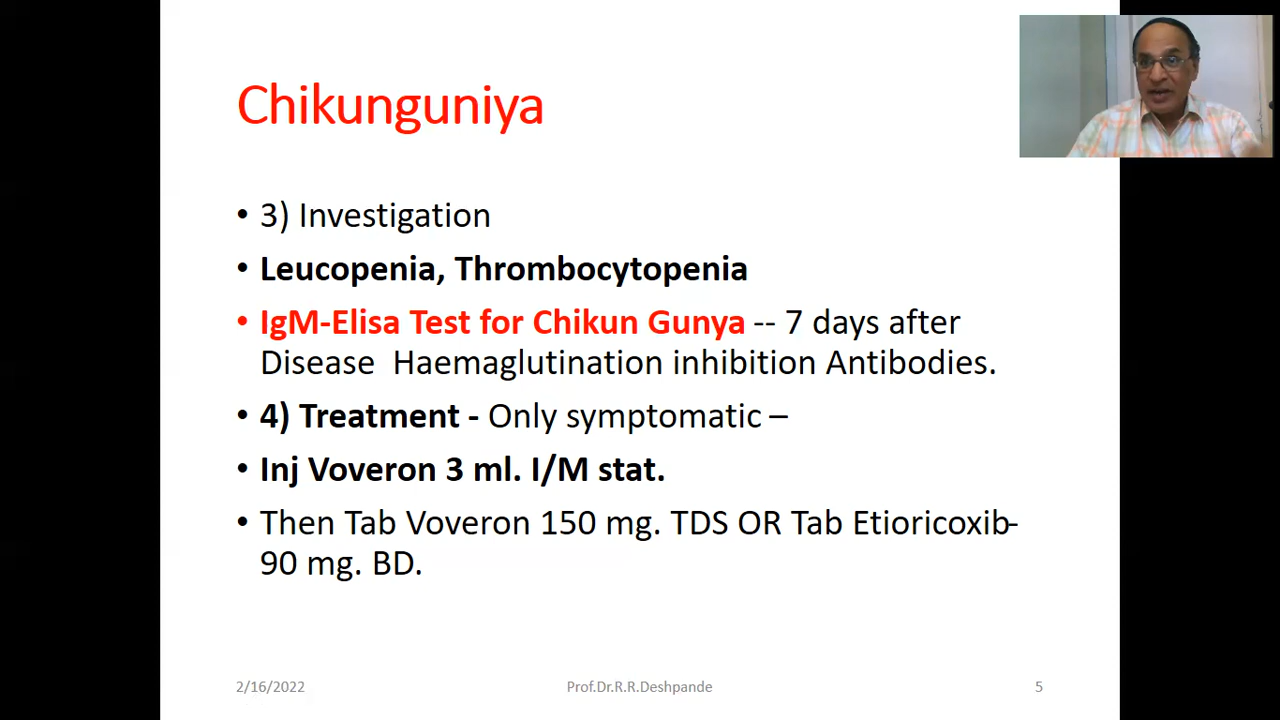 Chikunguniya
• 3) Investigation
• Leucopenia, Thrombocytopenia
• IgM-Elisa Test for Chikun Gunya -- 7 days after
Disease Haemaglutination inhibition Antibodies.
• 4) Treatment - Only symptomatic –
• Inj Voveron 3 ml. I/M stat.
• Then Tab Voveron 150 mg. TDS OR Tab Etioricoxib-
90 mg. BD.
2/16/2022
Prof.Dr.R.R.Deshpande
5